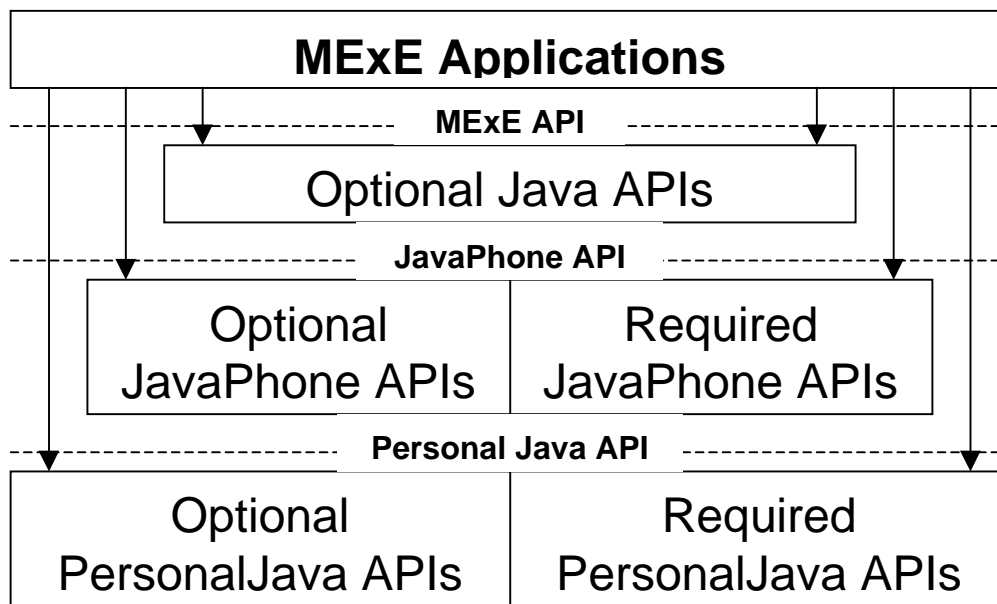 MExE Applications
MExE API
Optional Java APIs
JavaPhone API
Optional
JavaPhone APIs
Required
JavaPhone APIs
Personal Java API
Optional
PersonalJava APIs
Required
PersonalJava APIs